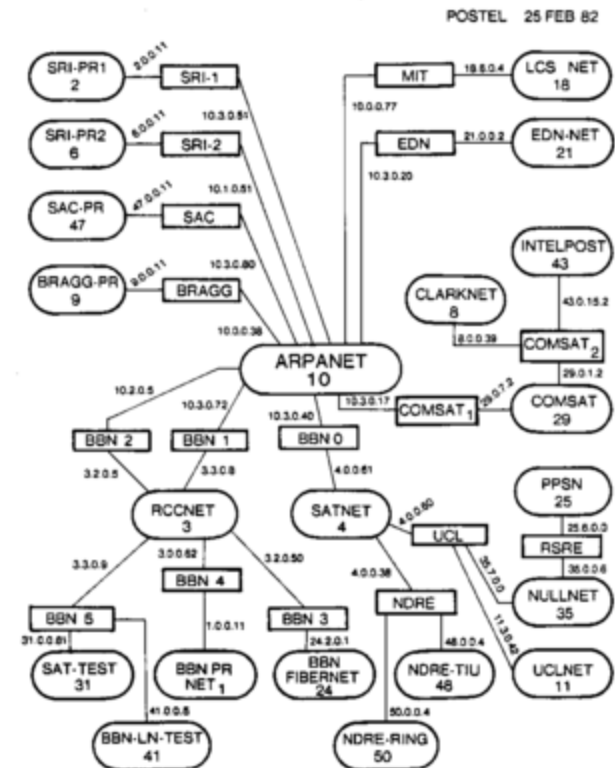 POSTEL 25 FEB 82
SRI-PR1
2
2.0.0.11
SRI-1
10.3.0.51
MIT
10.0.0.77
18.8.0.4
LCS NET
18
SRI-PR2
6
6.0.0.11
SRI-2
10.1.0.51
EDN
10.3.0.20
21.0.0.2
EDN-NET
21
SAC-PR
47
47.0.0.11
SAC
10.3.0.80
INTELPOST
43
43.0.15.2
BRAGG-PR
9
9.0.0.11
BRAGG
10.0.0.38
CLARKNET
8
8.0.0.39
COMSAT 2
29.0.1.2
ARPANET
10
10.3.0.17
COMSAT 1
29.0.7.2
COMSAT
29
10.2.0.5
BBN 2
3.2.0.5
10.3.0.72
BBN 1
3.3.0.8
10.3.0.40
BBN 0
4.0.0.61
RCCNET
3
SATNET
4
4.0.0.60
UCL
PPSN
25
25.6.0.0
RSRE
35.0.0.6
35.7.0.0
NULLNET
35
3.3.0.9
BBN 5
3.0.0.62
BBN 4
3.2.0.50
BBN 3
4.0.0.38
NDRE
11.3.0.42
UCLNET
11
31.0.0.61
SAT-TEST
31
1.0.0.11
BBN PR
NET 1
24.2.0.1
BBN
FIBERNET
24
48.0.0.4
NDRE-TIU
48
41.0.0.5
BBN-LN-TEST
41
50.0.0.4
NDRE-RING
50